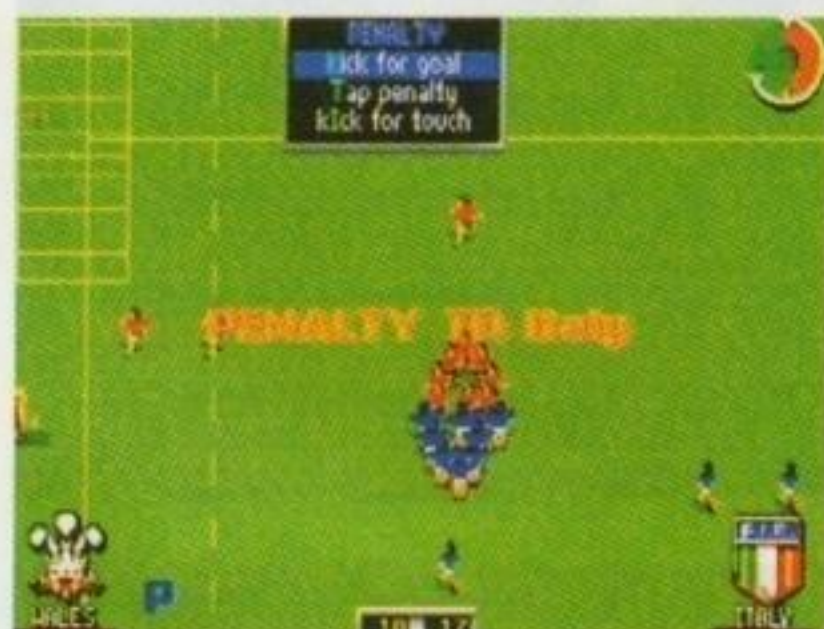 PENALTY
Kick for goal
Tap penalty
kIck for touch
PENALTY TO Italy
F.I.R.
WALES
P
ITALY